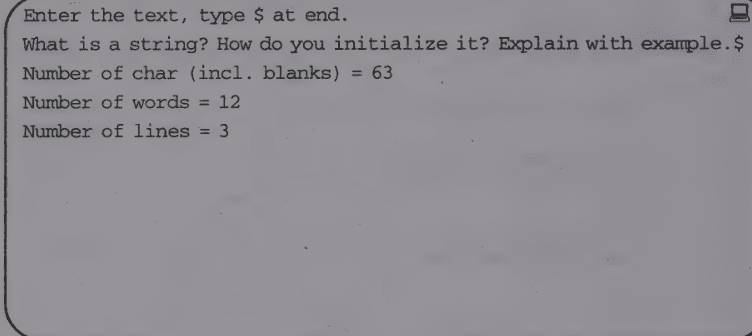 Enter the text, type $ at end.
What is a string? How do you initialize it? Explain with example.$
Number of char (incl. blanks) = 63
Number of words = 12
Number of lines = 3